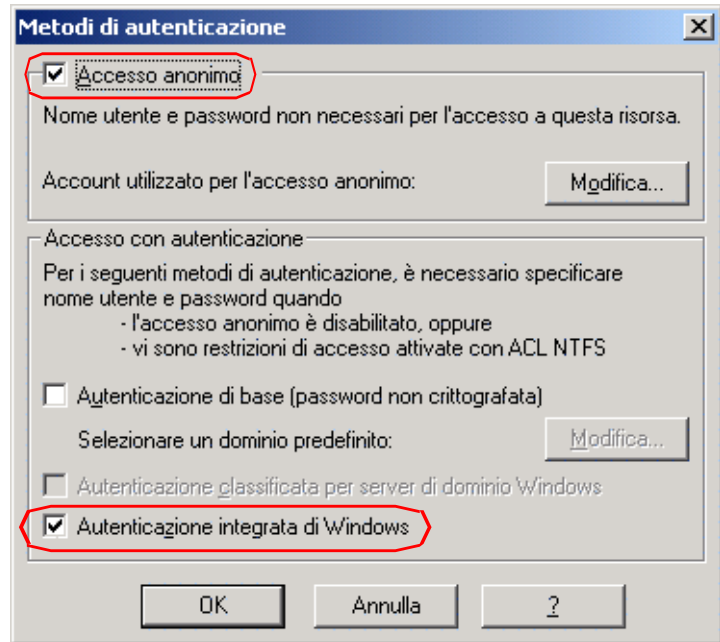 Metodi di autenticazione
Accesso anonimo
Nome utente e password non necessari per l'accesso a questa risorsa.
Account utilizzato per l'accesso anonimo:
Modifica...
Accesso con autenticazione
Per i seguenti metodi di autenticazione, è necessario specificare
nome utente e password quando
- l'accesso anonimo è disabilitato, oppure
- vi sono restrizioni di accesso attivate con ACL NTFS
Autenticazione di base (password non crittografata)
Selezionare un dominio predefinito:
Modifica...
Autenticazione classificata per server di dominio Windows
Autenticazione integrata di Windows
OK
Annulla
?